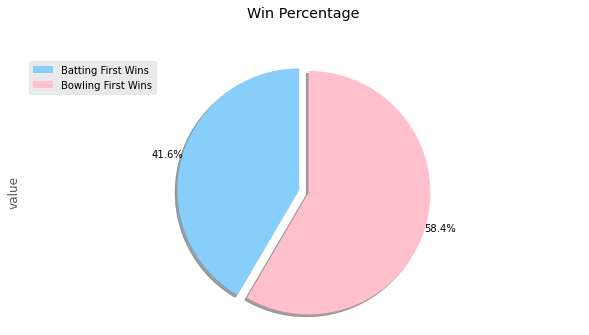 Win Percentage
Batting First Wins
Bowling First Wins
41.6%
value
58.4%